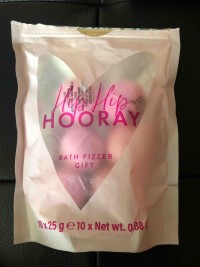 Hip Hip
HOORAY
BATH FIZZER
GIFT
10 x 25 g ℮ 10 x Net wt. 0.88